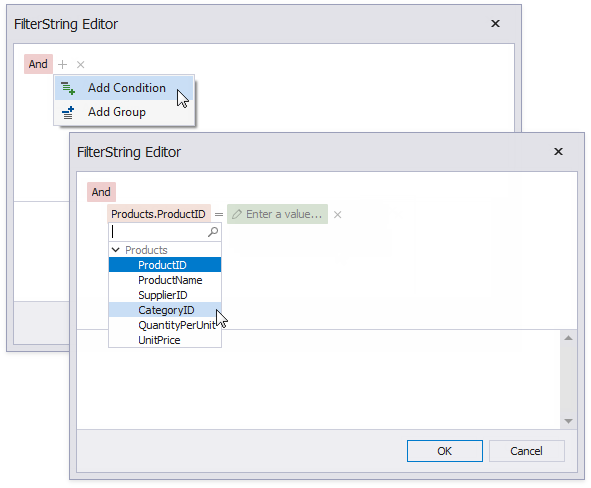 FilterString Editor
And
Add Condition
Add Group
FilterString Editor
And
Products.ProductID = Enter a value...
Products
ProductID
ProductName
SupplierID
CategoryID
QuantityPerUnit
UnitPrice
OK Cancel